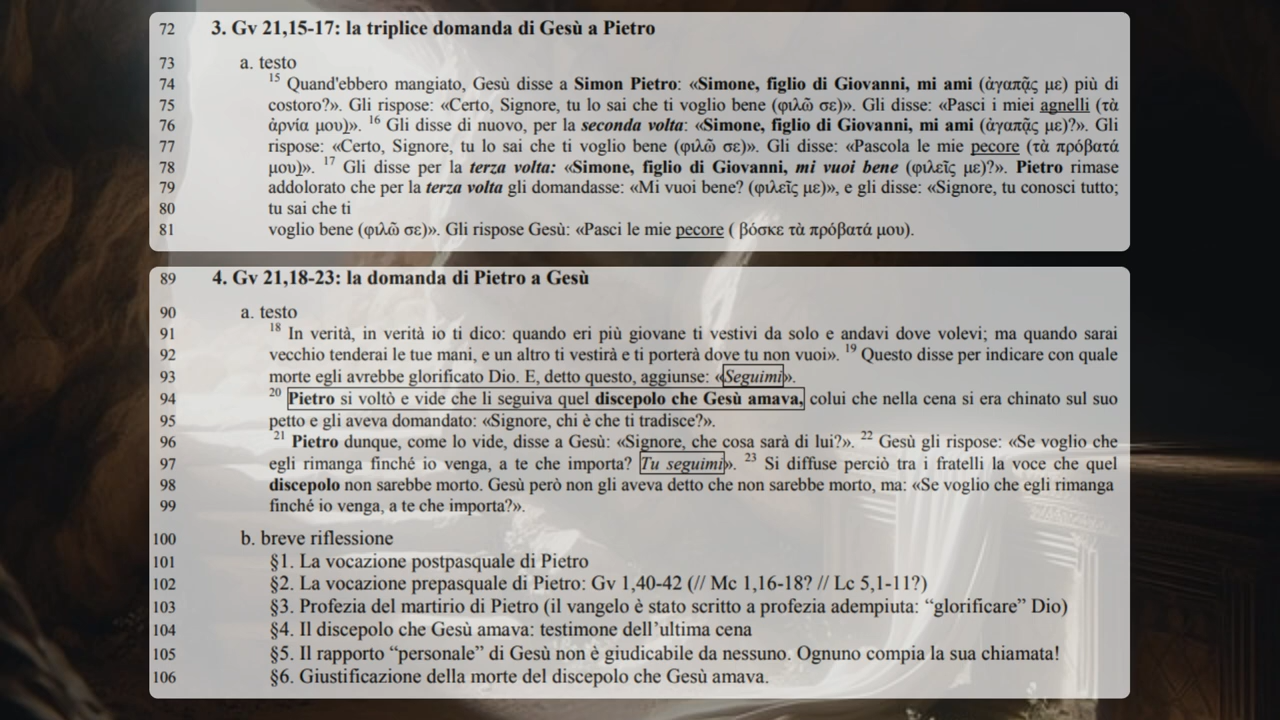 72 3. Gv 21,15-17: la triplice domanda di Gesù a Pietro
73 a. testo
74 15 Quand'ebbero mangiato, Gesù disse a Simon Pietro: «Simone, figlio di Giovanni, mi ami (ἀγαπᾷς με) più di
75 costoro?». Gli rispose: «Certo, Signore, tu lo sai che ti voglio bene (φιλῶ σε)». Gli disse: «Pasci i miei agnelli (τὰ
76 ἀρνία μου)». 16 Gli disse di nuovo, per la seconda volta: «Simone, figlio di Giovanni, mi ami (ἀγαπᾷς με)?». Gli
77 rispose: «Certo, Signore, tu lo sai che ti voglio bene (φιλῶ σε)». Gli disse: «Pascola le mie pecore (τὰ πρόβατά
78 μου)». 17 Gli disse per la terza volta: «Simone, figlio di Giovanni, mi vuoi bene (φιλεῖς με)?». Pietro rimase
79 addolorato che per la terza volta gli domandasse: «Mi vuoi bene? (φιλεῖς με)», e gli disse: «Signore, tu conosci tutto;
80 tu sai che ti
81 voglio bene (φιλῶ σε)». Gli rispose Gesù: «Pasci le mie pecore ( βόσκε τὰ πρόβατά μου).
89 4. Gv 21,18-23: la domanda di Pietro a Gesù
90 a. testo
91 18 In verità, in verità io ti dico: quando eri più giovane ti vestivi da solo e andavi dove volevi; ma quando sarai
92 vecchio tenderai le tue mani, e un altro ti vestirà e ti porterà dove tu non vuoi». 19 Questo disse per indicare con quale
93 morte egli avrebbe glorificato Dio. E, detto questo, aggiunse: «Seguimi».
94 20 Pietro si voltò e vide che li seguiva quel discepolo che Gesù amava, colui che nella cena si era chinato sul suo
95 petto e gli aveva domandato: «Signore, chi è che ti tradisce?».
96 21 Pietro dunque, come lo vide, disse a Gesù: «Signore, che cosa sarà di lui?». 22 Gesù gli rispose: «Se voglio che
97 egli rimanga finché io venga, a te che importa? Tu seguimi». 23 Si diffuse perciò tra i fratelli la voce che quel
98 discepolo non sarebbe morto. Gesù però non gli aveva detto che non sarebbe morto, ma: «Se voglio che egli rimanga
99 finché io venga, a te che importa?».
100 b. breve riflessione
101 §1. La vocazione postpasquale di Pietro
102 §2. La vocazione prepasquale di Pietro: Gv 1,40-42 (// Mc 1,16-18? // Lc 5,1-11?)
103 §3. Profezia del martirio di Pietro (il vangelo è stato scritto a profezia adempiuta: “glorificare” Dio)
104 §4. Il discepolo che Gesù amava: testimone dell’ultima cena
105 §5. Il rapporto “personale” di Gesù non è giudicabile da nessuno. Ognuno compia la sua chiamata!
106 §6. Giustificazione della morte del discepolo che Gesù amava.